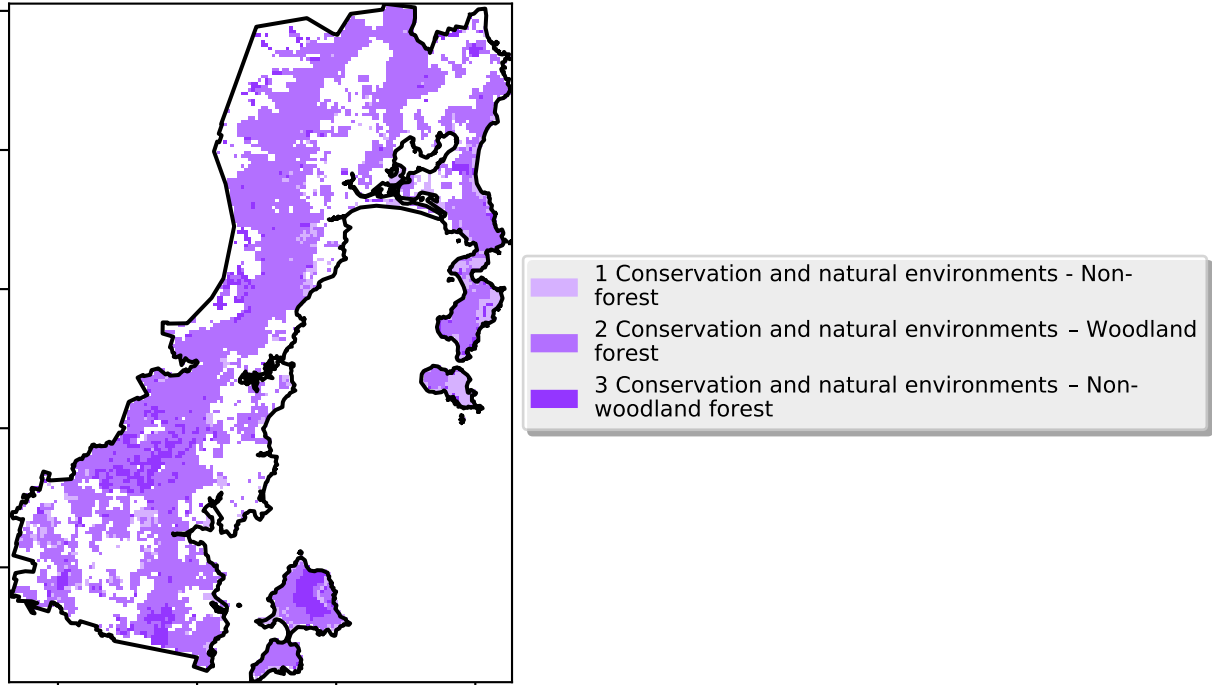 1 Conservation and natural environments - Non-
forest
2 Conservation and natural environments – Woodland
forest
3 Conservation and natural environments – Non-
woodland forest